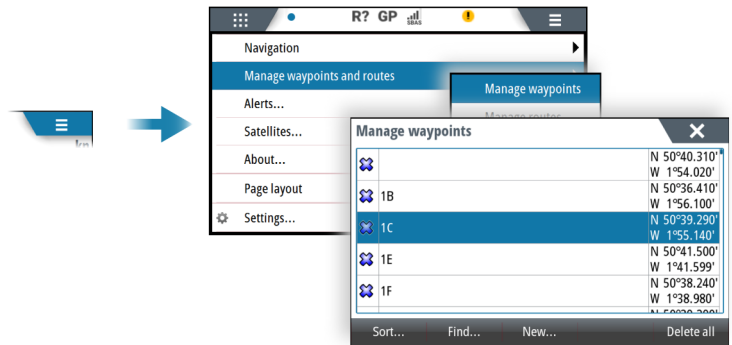 R? GP SBAS !
Navigation
Manage waypoints and routes
Manage waypoints
Alerts...
Manage routes
Satellites...
About...
Page layout
Settings...
Manage waypoints
N 50°40.310'
W 1°54.020'
1B
N 50°36.410'
W 1°56.100'
1C
N 50°39.290'
W 1°55.140'
1E
N 50°41.500'
W 1°41.599'
1F
N 50°38.240'
W 1°38.980'
Sort... Find... New... Delete all